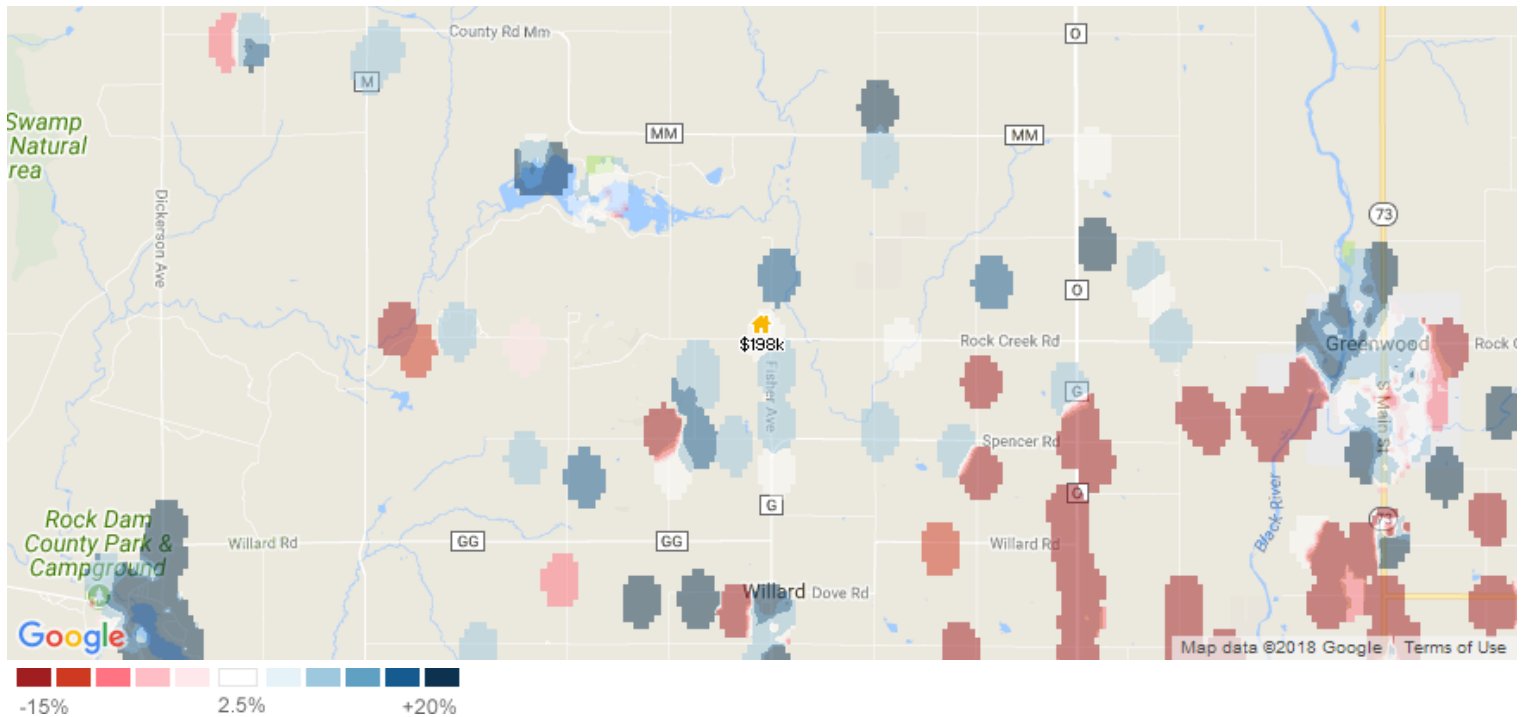 County Rd Mm
O
M
Swamp
Natural
rea
MM
MM
Dickerson Ave
73
O
$198k
Rock Creek Rd
Greenwood
Rock C
Fisher Ave
G
S Main St
Spencer Rd
O
G
Black River
73
Rock Dam
County Park &
Campground
Willard Rd
GG
GG
Willard Rd
Willard
Dove Rd
Google
Map data ©2018 Google
Terms of Use
-15%
2.5%
+20%